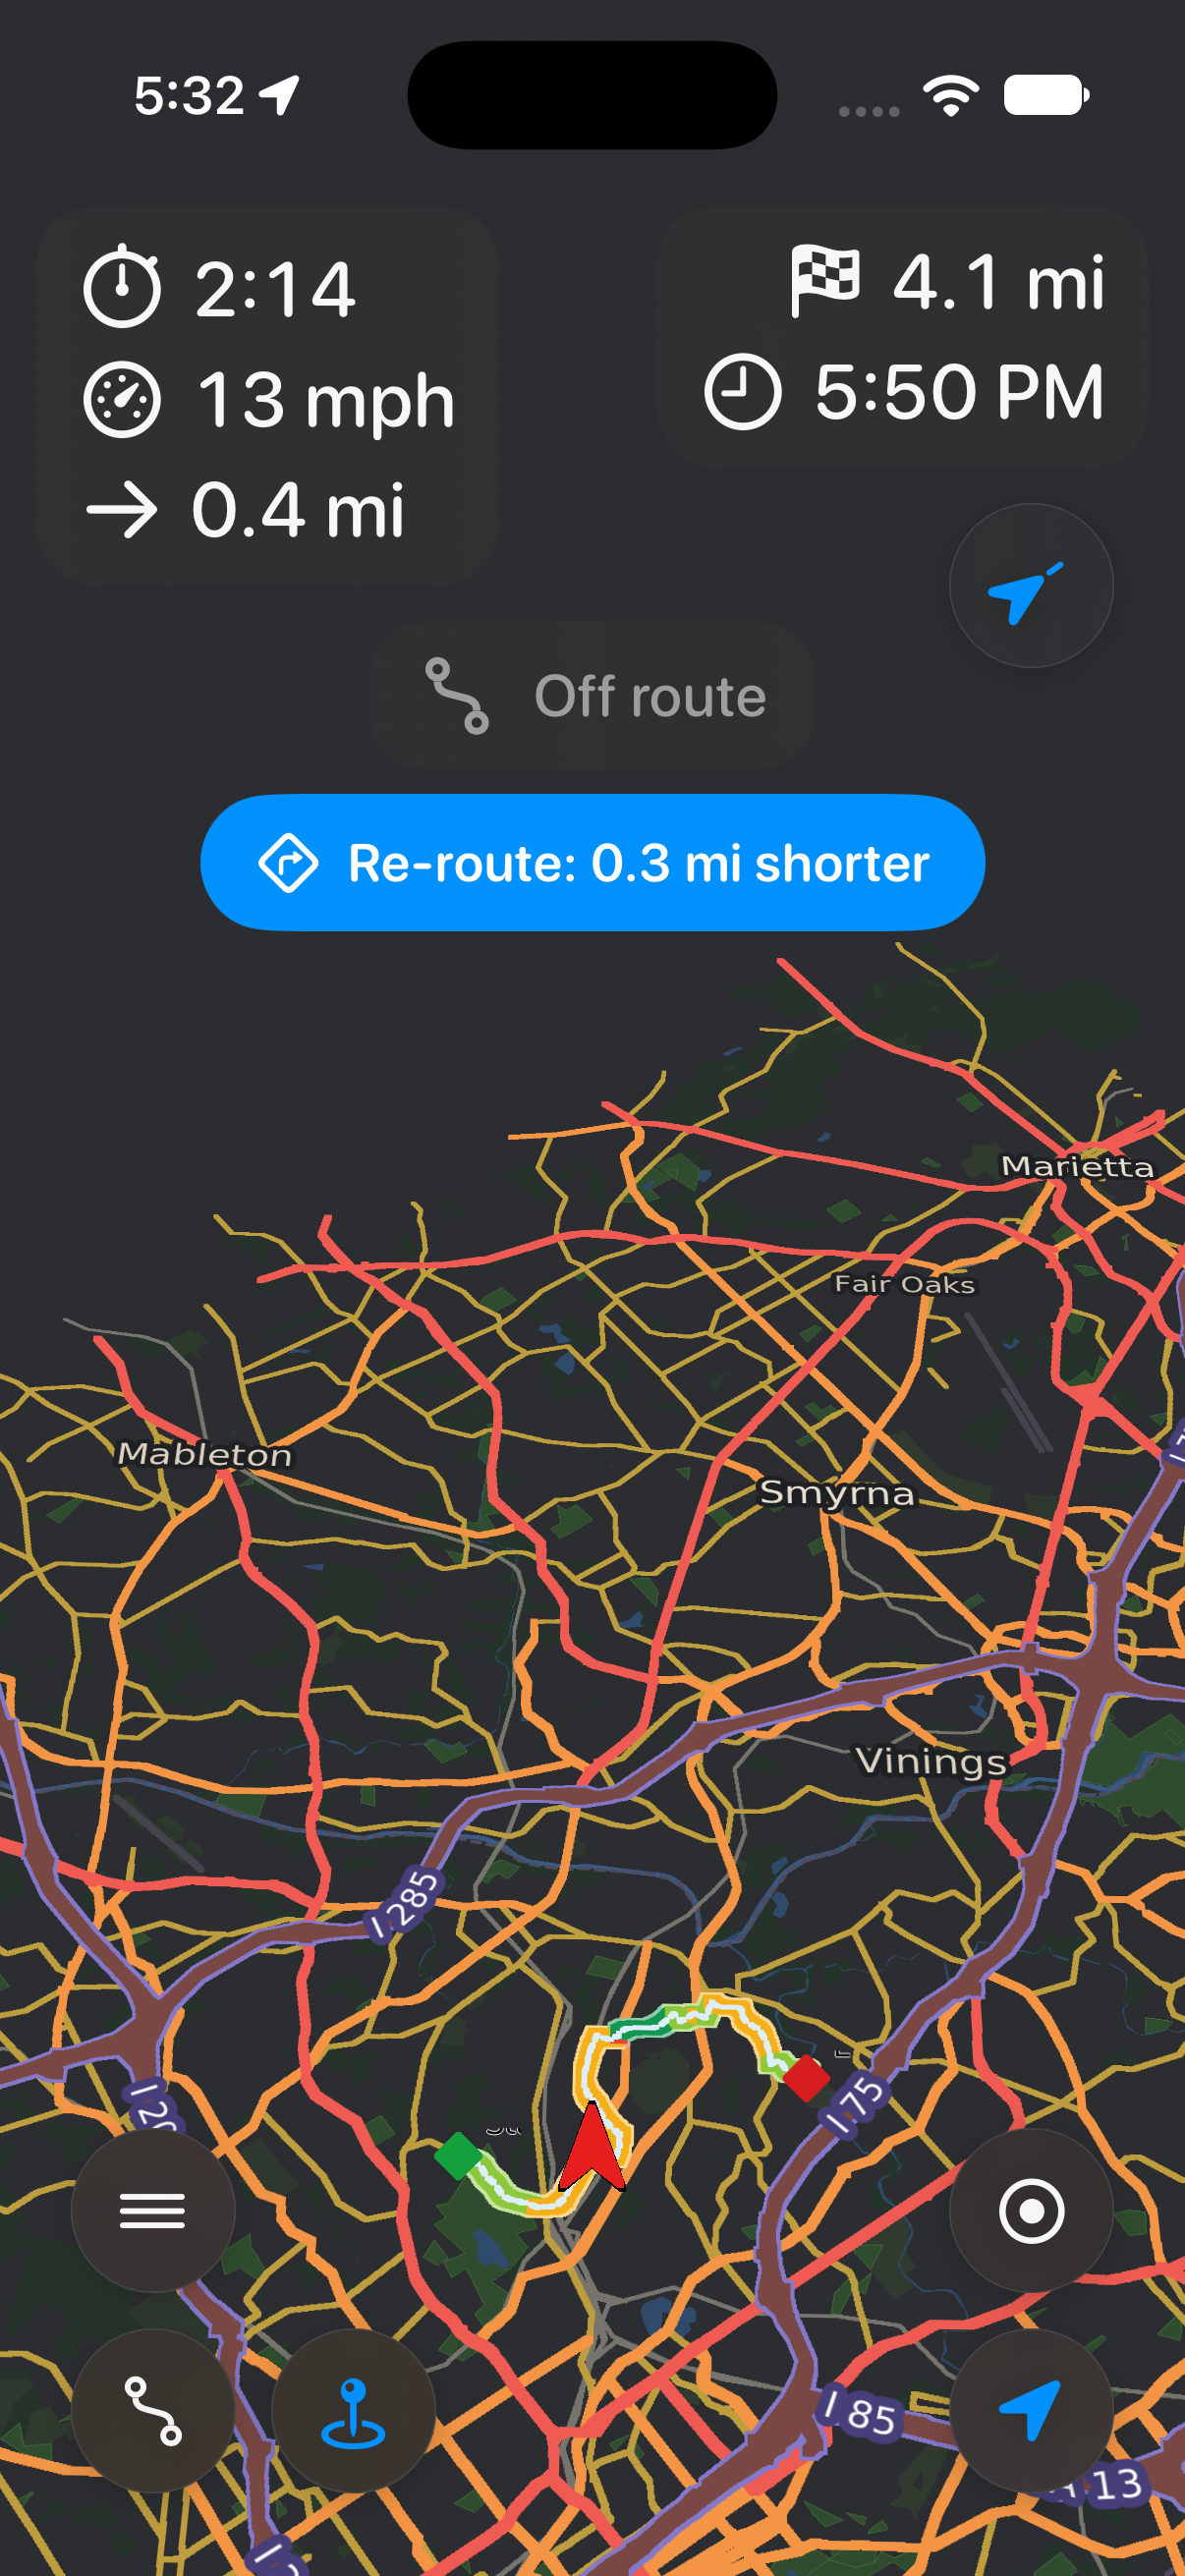 5:32
2:14
4.1 mi
13 mph
5:50 PM
0.4 mi
Off route
Re-route: 0.3 mi shorter
Marietta
Fair Oaks
Mableton
Smyrna
Vinings
I 285
I 75
I 85
13